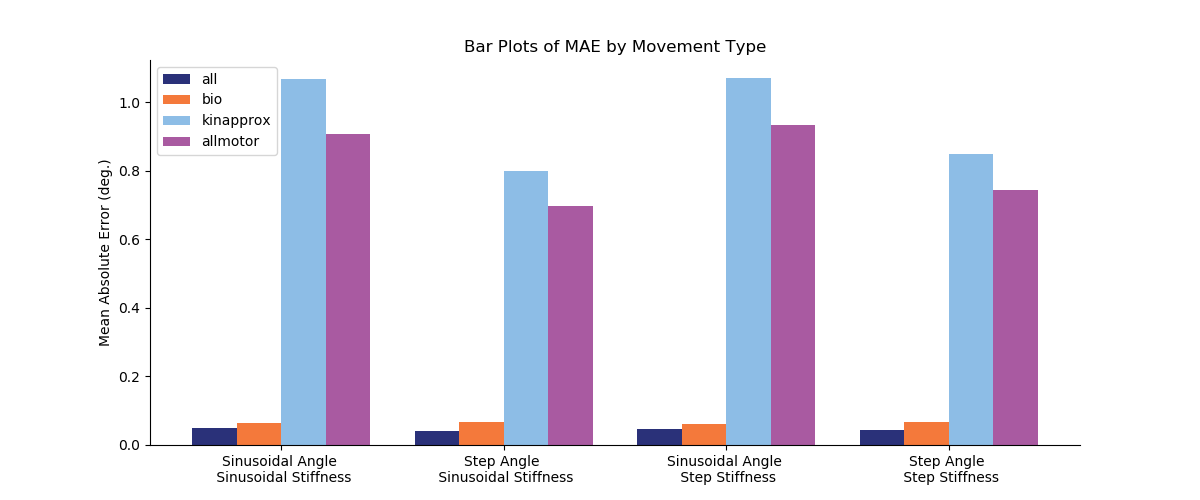 Bar Plots of MAE by Movement Type
all
bio
kinapprox
allmotor
Mean Absolute Error (deg.)
1.0
0.8
0.6
0.4
0.2
0.0
Sinusoidal Angle
Sinusoidal Stiffness
Step Angle
Sinusoidal Stiffness
Sinusoidal Angle
Step Stiffness
Step Angle
Step Stiffness